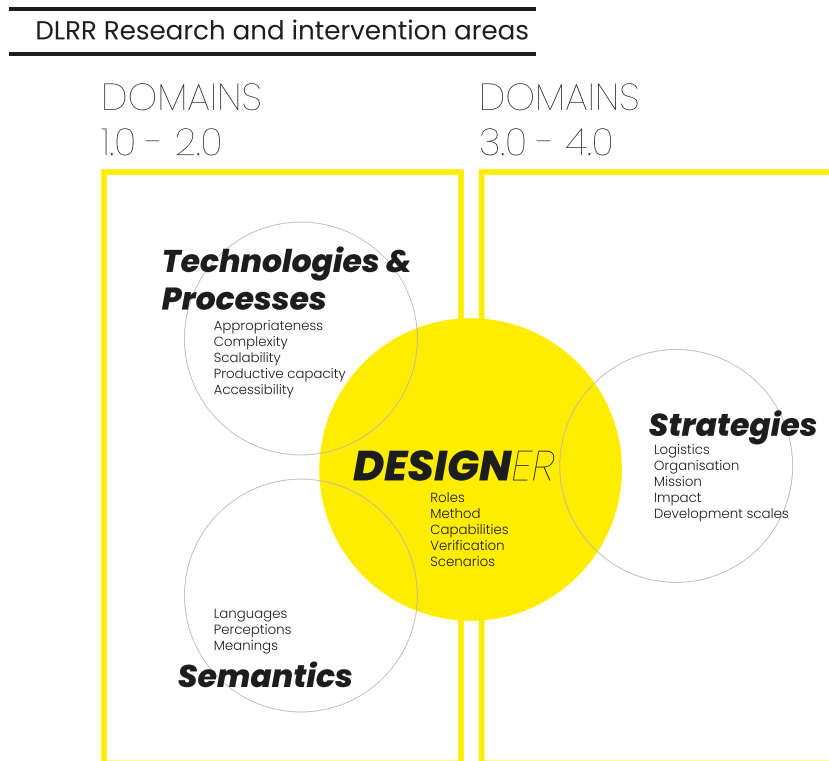 DLRR Research and intervention areas
DOMAINS
1.0 - 2.0
DOMAINS
3.0 - 4.0
Technologies &
Processes
Appropriateness
Complexity
Scalability
Productive capacity
Accessibility
DESIGNER
Roles
Method
Capabilities
Verification
Scenarios
Strategies
Logistics
Organisation
Mission
Impact
Development scales
Languages
Perceptions
Meanings
Semantics